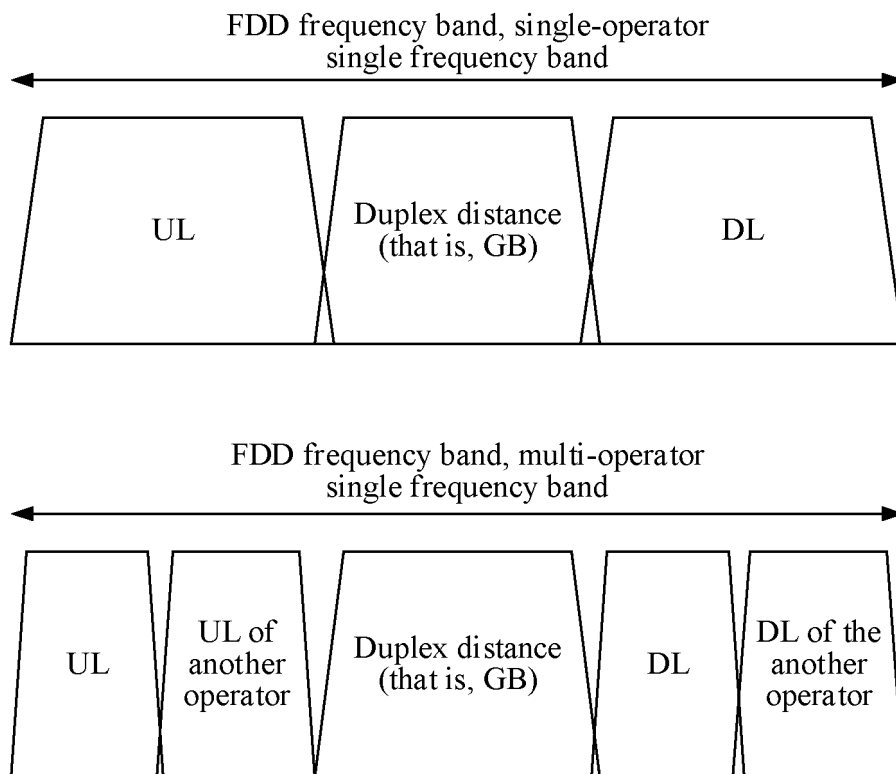 FDD frequency band, single-operator
single frequency band
UL
Duplex distance
(that is, GB)
DL
FDD frequency band, multi-operator
single frequency band
UL
UL of
another
operator
Duplex distance
(that is, GB)
DL
DL of the
another
operator